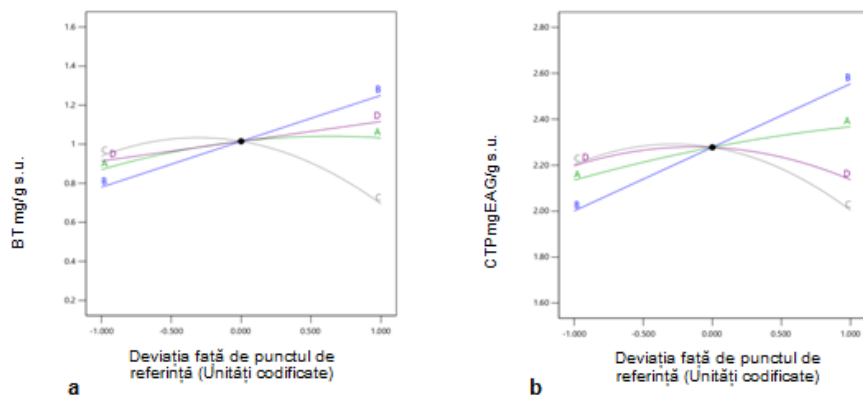 BT mg/g s.u.
1.6
1.4
1.2
1
0.8
0.6
0.4
0.2
C
D
A
B
B
D
A
C
-1.000
-0.500
0.000
0.500
1.000
Deviația față de punctul de
referință (Unități codificate)
a
CTPmgEAG/g s.u.
2.80
2.60
2.40
2.20
2.00
1.80
1.60
C
D
A
B
B
A
D
C
-1.000
-0.500
0.000
0.500
1.000
Deviația față de punctul de
referință (Unități codificate)
b